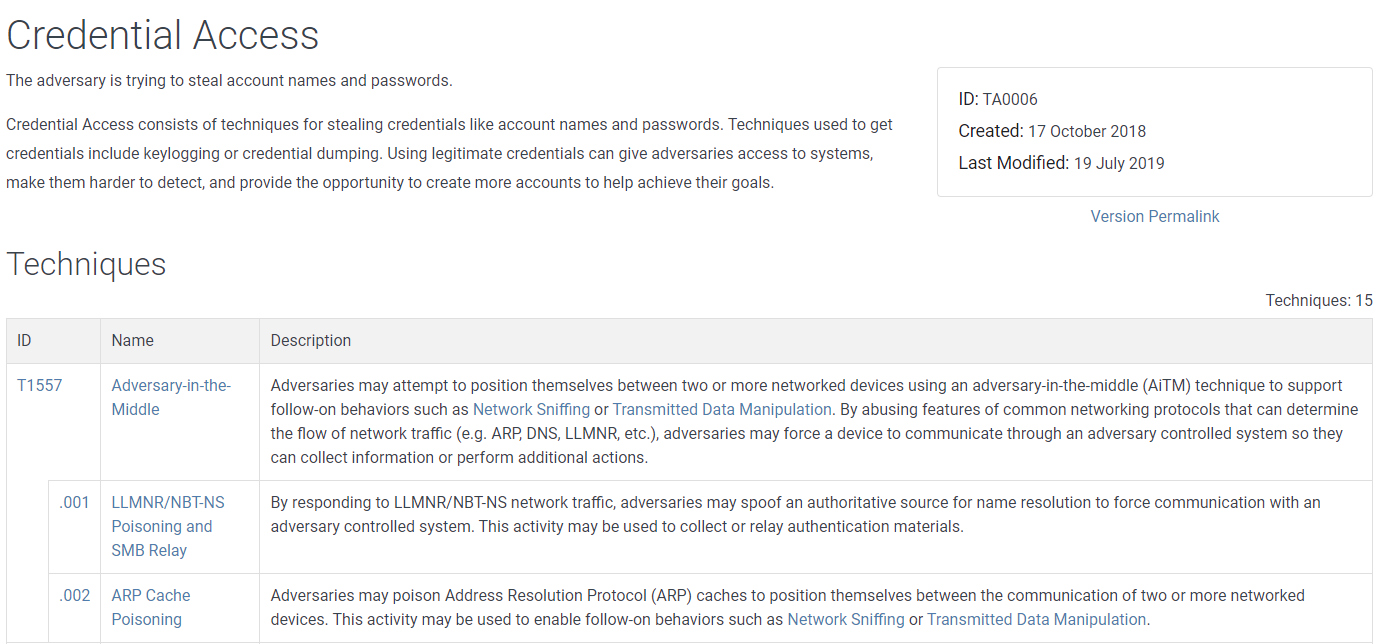 Credential Access
The adversary is trying to steal account names and passwords.
Credential Access consists of techniques for stealing credentials like account names and passwords. Techniques used to get
credentials include keylogging or credential dumping. Using legitimate credentials can give adversaries access to systems,
make them harder to detect, and provide the opportunity to create more accounts to help achieve their goals.
ID: TA0006
Created: 17 October 2018
Last Modified: 19 July 2019
Version Permalink
Techniques
Techniques: 15
ID Name Description
T1557
Adversary-in-the-
Middle
Adversaries may attempt to position themselves between two or more networked devices using an adversary-in-the-middle (AiTM) technique to support
follow-on behaviors such as Network Sniffing or Transmitted Data Manipulation. By abusing features of common networking protocols that can determine
the flow of network traffic (e.g. ARP, DNS, LLMNR, etc.), adversaries may force a device to communicate through an adversary controlled system so they
can collect information or perform additional actions.
.001
LLMNR/NBT-NS
Poisoning and
SMB Relay
By responding to LLMNR/NBT-NS network traffic, adversaries may spoof an authoritative source for name resolution to force communication with an
adversary controlled system. This activity may be used to collect or relay authentication materials.
.002
ARP Cache
Poisoning
Adversaries may poison Address Resolution Protocol (ARP) caches to position themselves between the communication of two or more networked
devices. This activity may be used to enable follow-on behaviors such as Network Sniffing or Transmitted Data Manipulation.